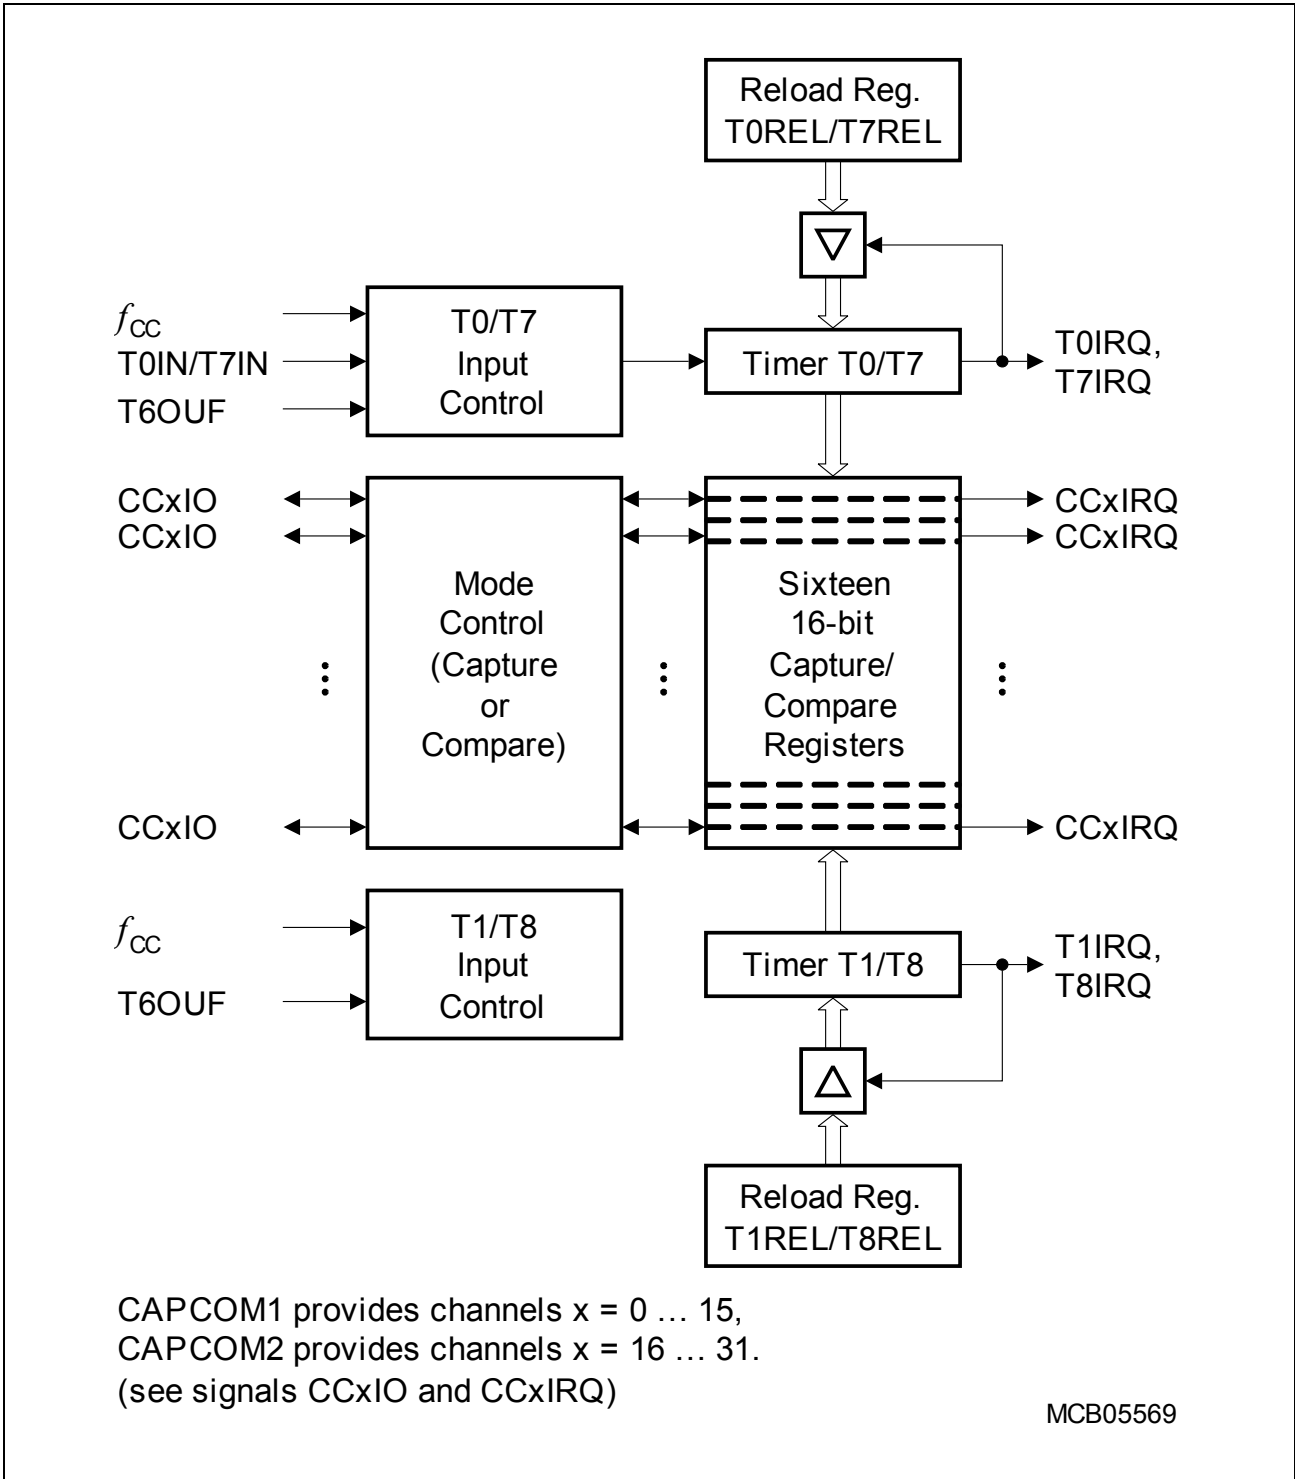 Reload Reg.
T0REL/T7REL
f CC
T0IN/T7IN
T6OUF
T0/T7
Input
Control
Timer T0/T7
T0IRQ,
T7IRQ
CCxIO
CCxIO
CCxIO
Mode
Control
(Capture
or
Compare)
Sixteen
16-bit
Capture/
Compare
Registers
CCxIRQ
CCxIRQ
CCxIRQ
f CC
T6OUF
T1/T8
Input
Control
Timer T1/T8
T1IRQ,
T8IRQ
Reload Reg.
T1REL/T8REL
CAPCOM1 provides channels x = 0 … 15,
CAPCOM2 provides channels x = 16 … 31.
(see signals CCxIO and CCxIRQ)
MCB05569